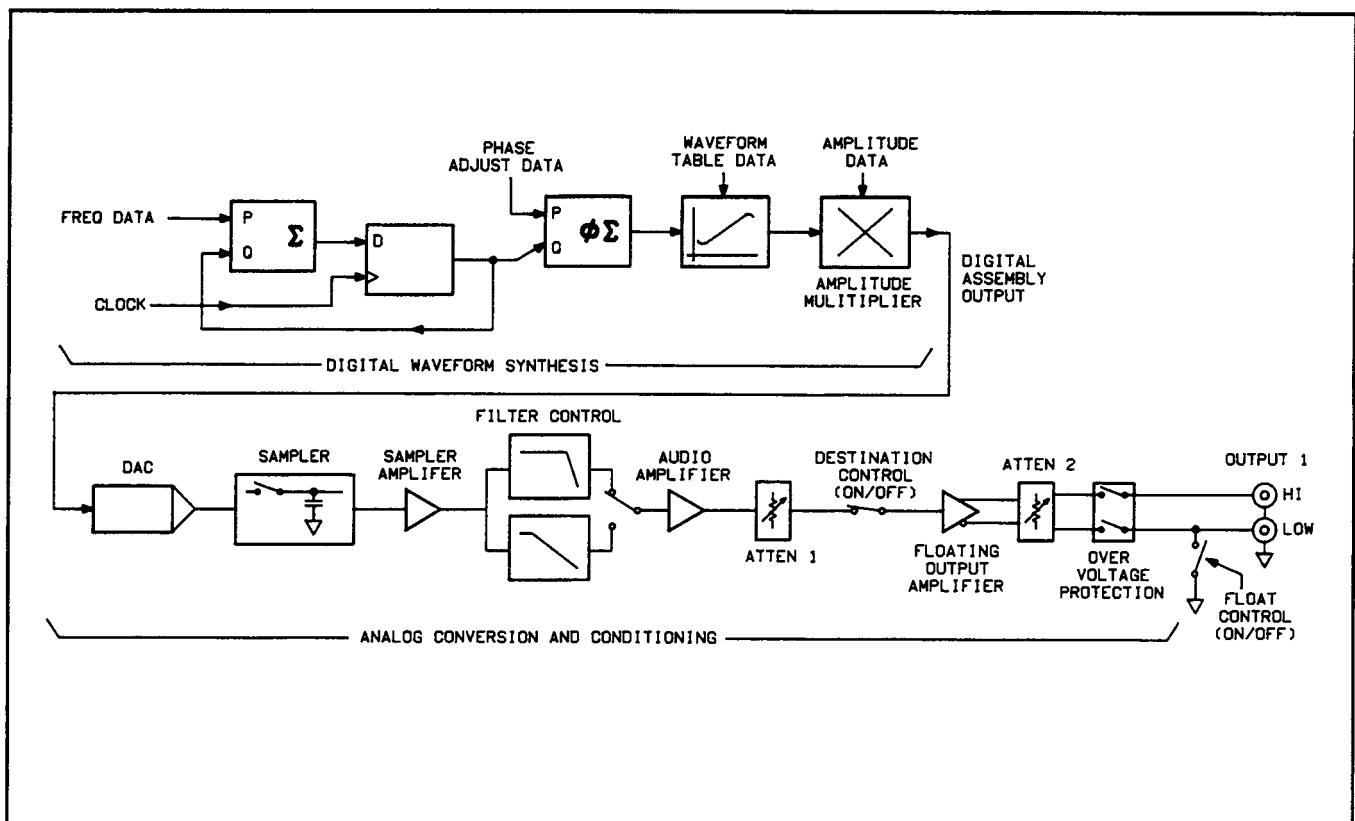 PHASE
ADJUST DATA
WAVEFORM
TABLE DATA
AMPLITUDE
DATA
FREQ DATA
P
Q
Σ
D
P
Q
ΦΣ
CLOCK
AMPLITUDE
MULITIPLIER
DIGITAL
ASSEMBLY
OUTPUT
DIGITAL WAVEFORM SYNTHESIS
FILTER CONTROL
DAC
SAMPLER
SAMPLER
AMPLIFER
AUDIO
AMPLIFIER
DESTINATION
CONTROL
(ON/OFF)
ATTEN 2
OUTPUT 1
HI
LOW
ATTEN 1
FLOATING
OUTPUT
AMPLIFIER
OVER
VOLTAGE
PROTECTION
FLOAT
CONTROL
(ON/OFF)
ANALOG CONVERSION AND CONDITIONING